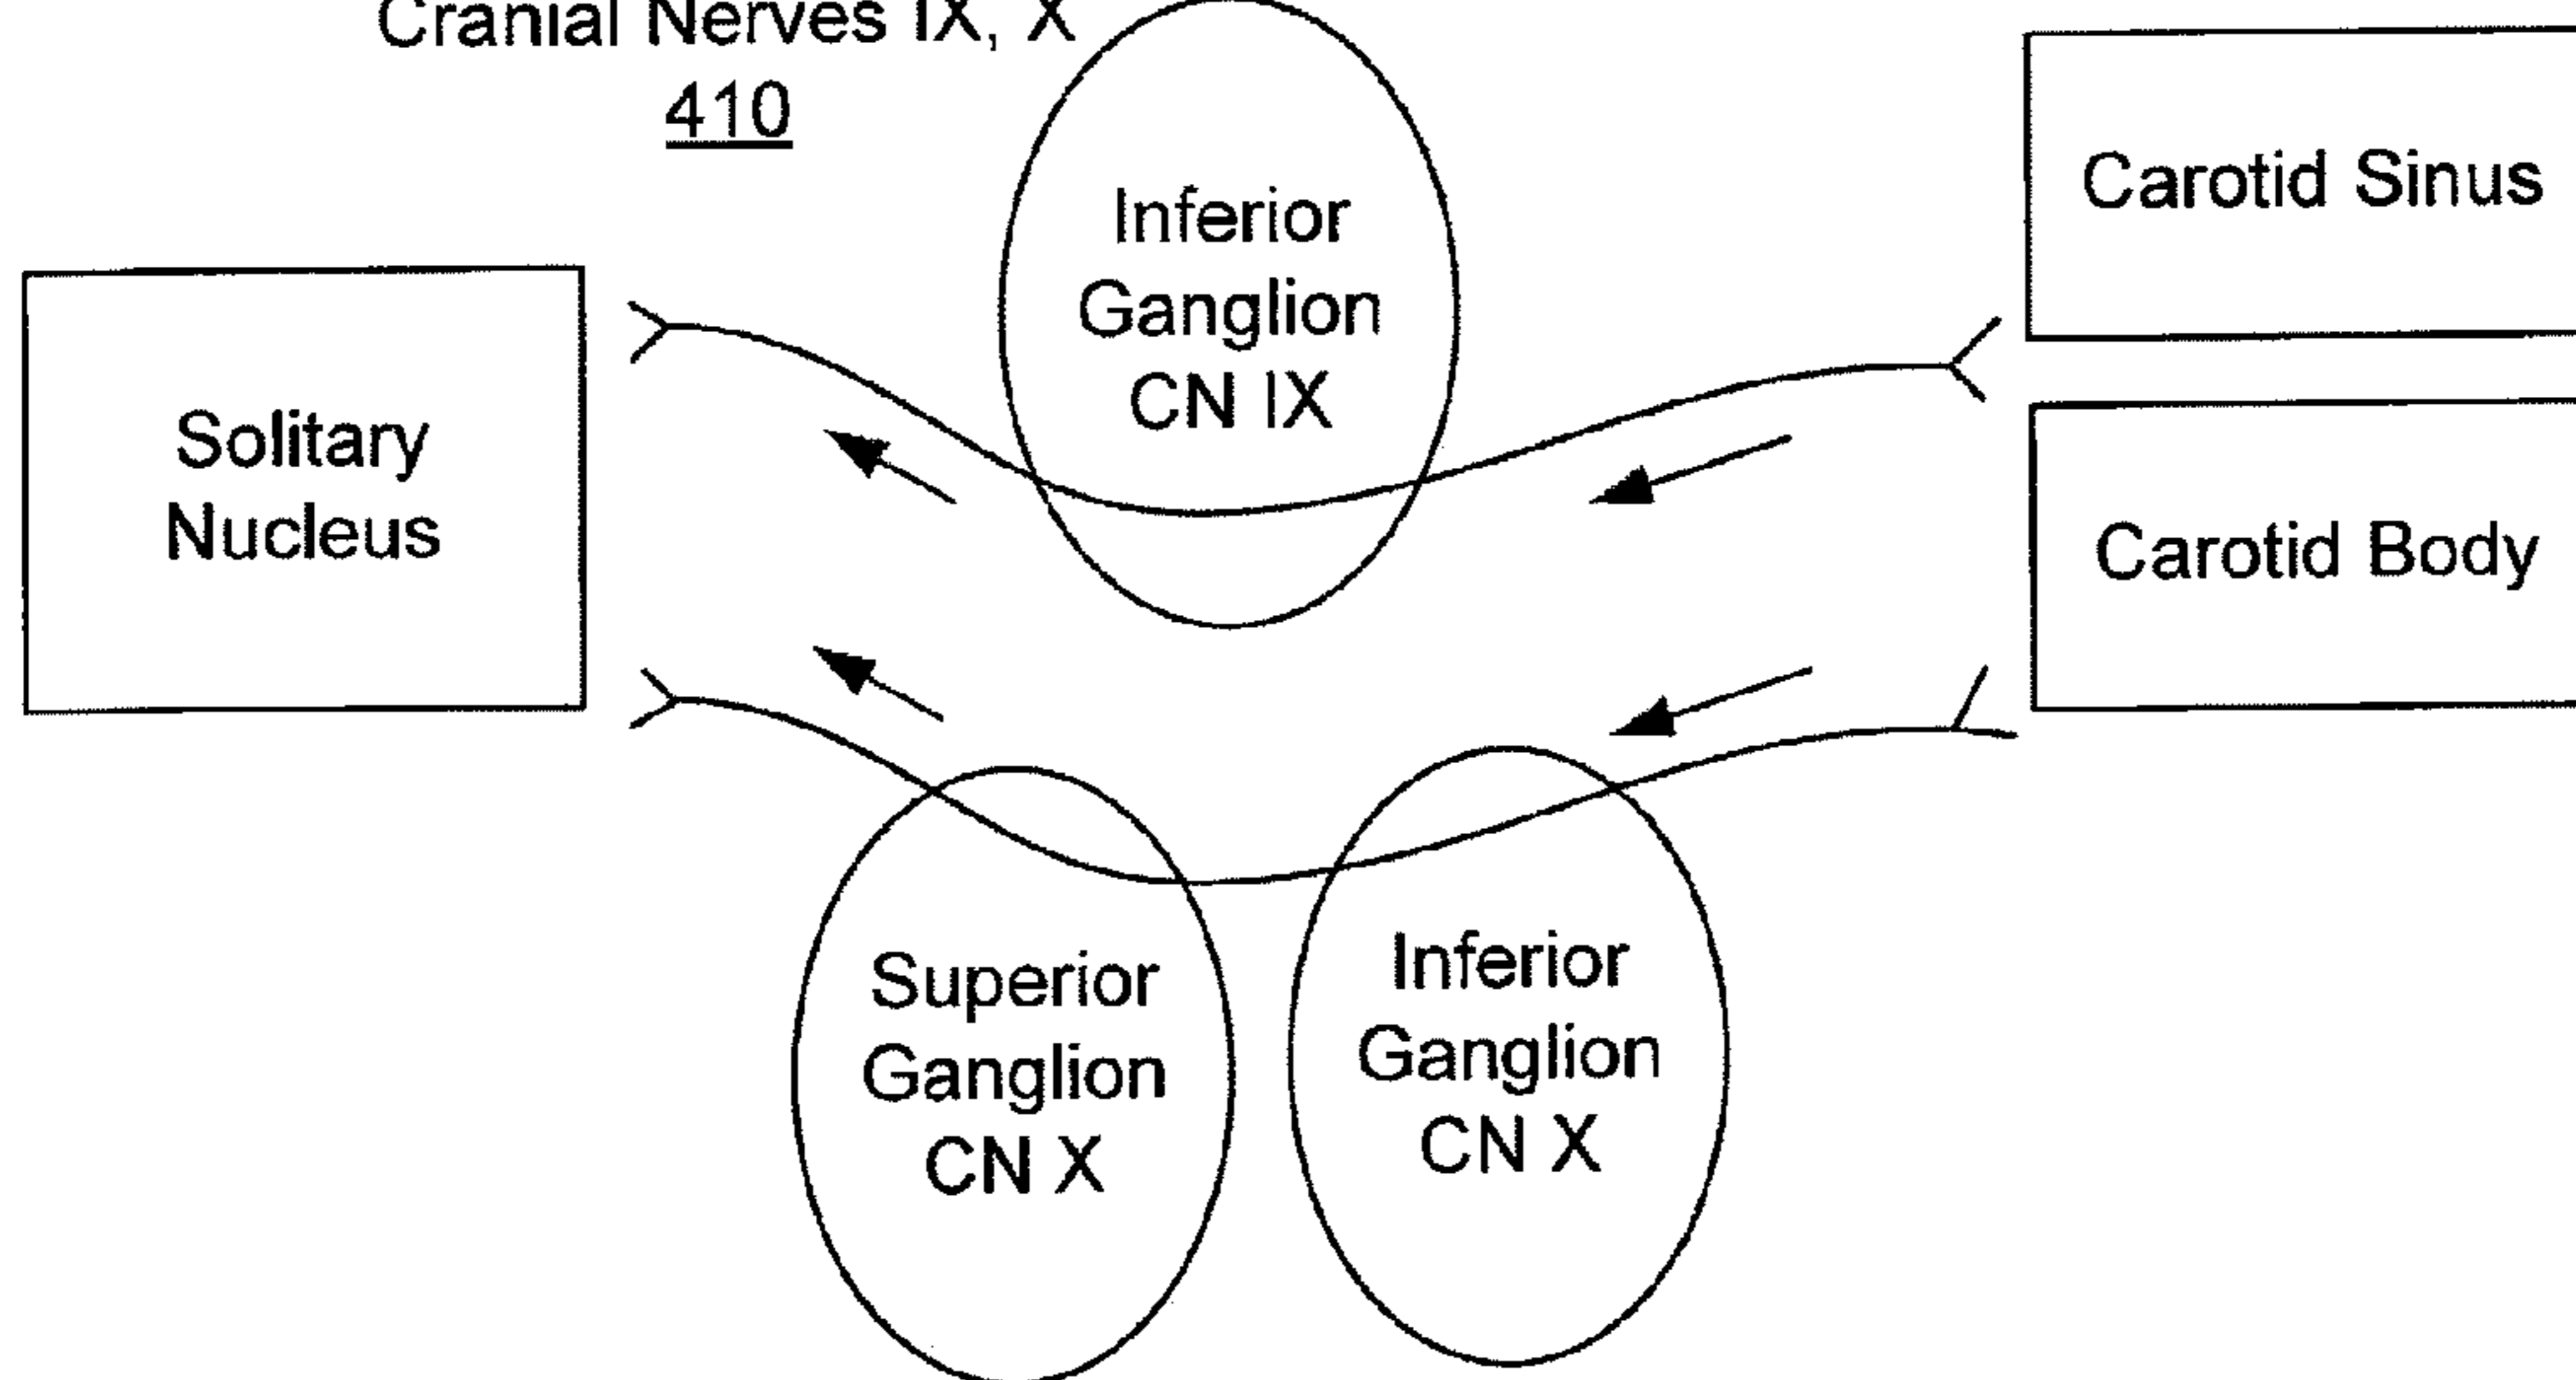 Cranial Nerves IX, X
410
Inferior
Ganglion
CN IX
Carotid Sinus
Solitary
Nucleus
Carotid Body
Superior
Ganglion
CN X
Inferior
Ganglion
CN X